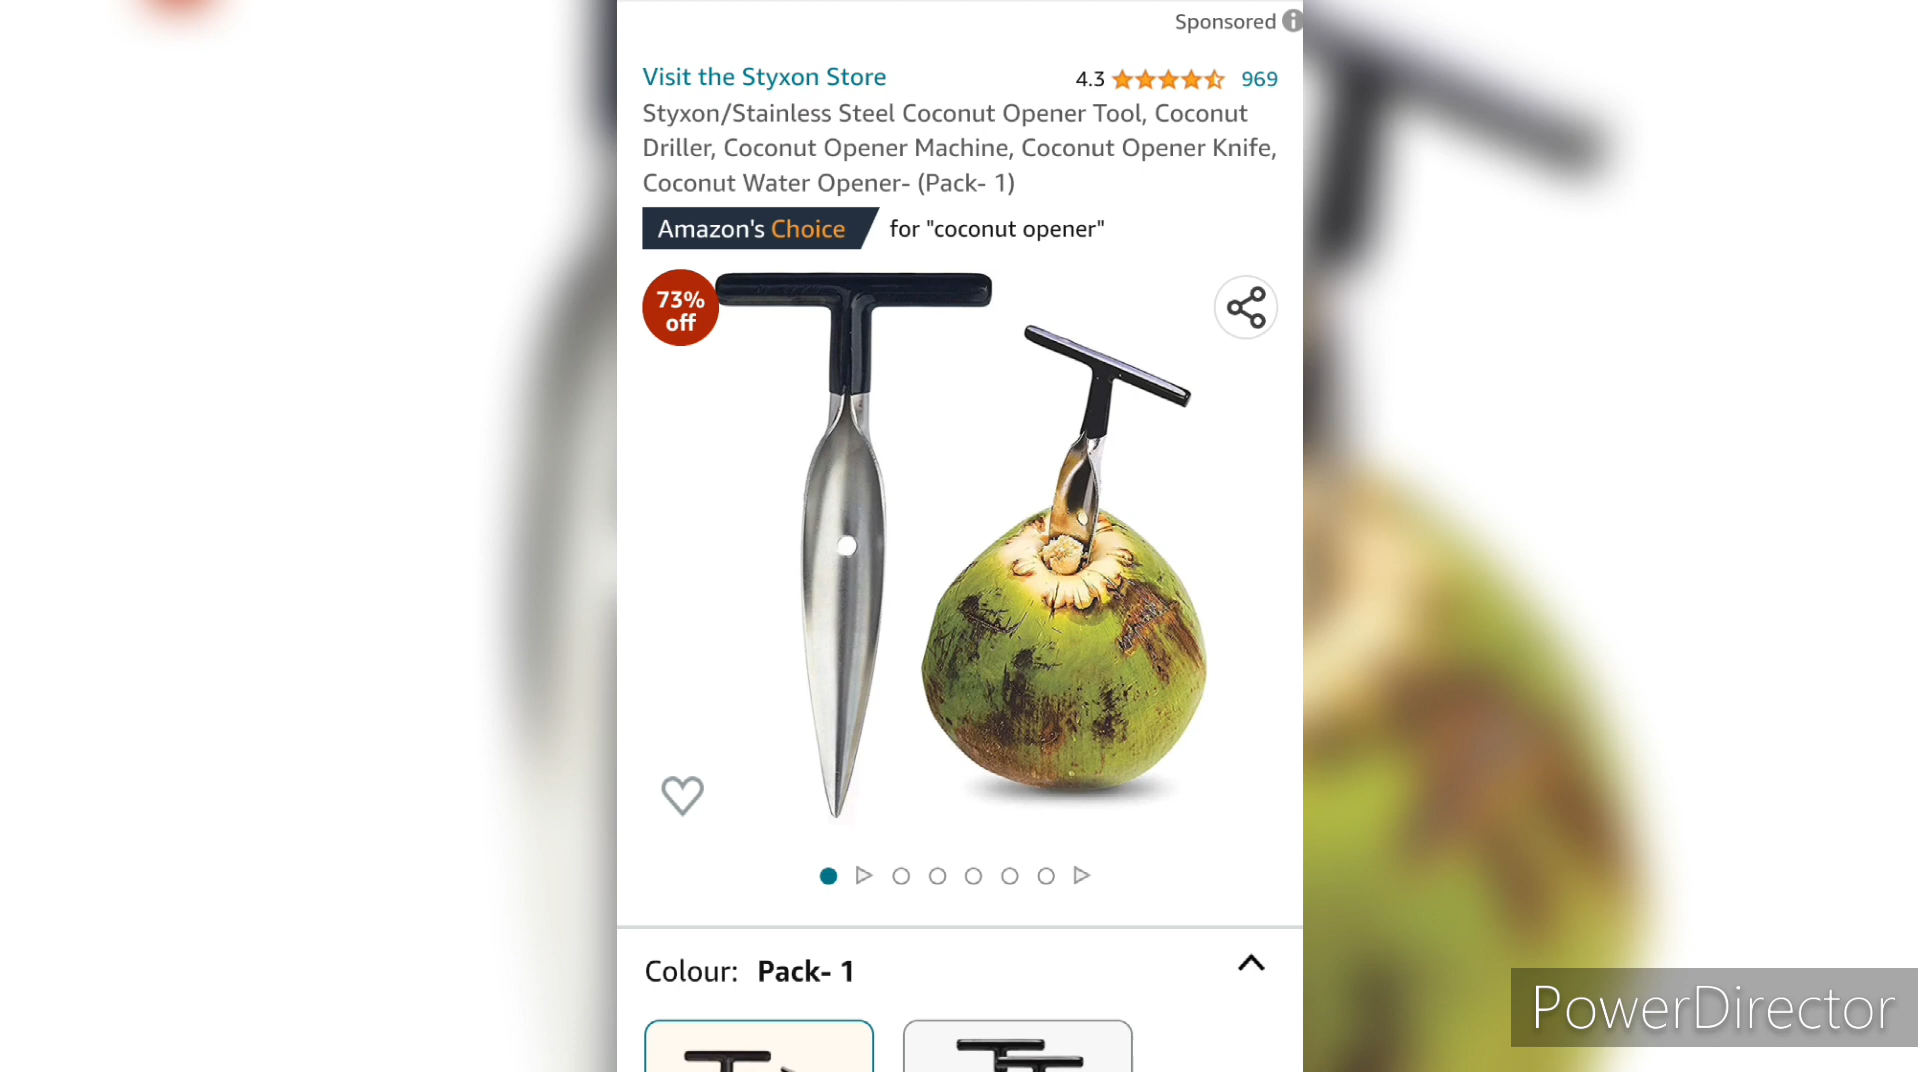 Sponsored
Visit the Styxon Store 4.3 969
Styxon/Stainless Steel Coconut Opener Tool, Coconut
Driller, Coconut Opener Machine, Coconut Opener Knife,
Coconut Water Opener- (Pack- 1)
Amazon's Choice for "coconut opener"
73%
off
Colour: Pack- 1
PowerDirector